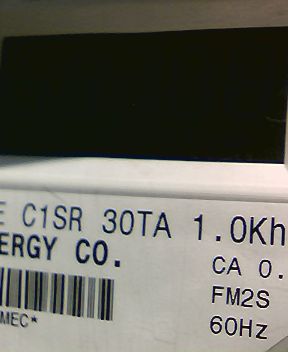 E C1SR 30TA 1.0Kh
ERGY CO.
CA 0.
FM2S
MEC*
60Hz